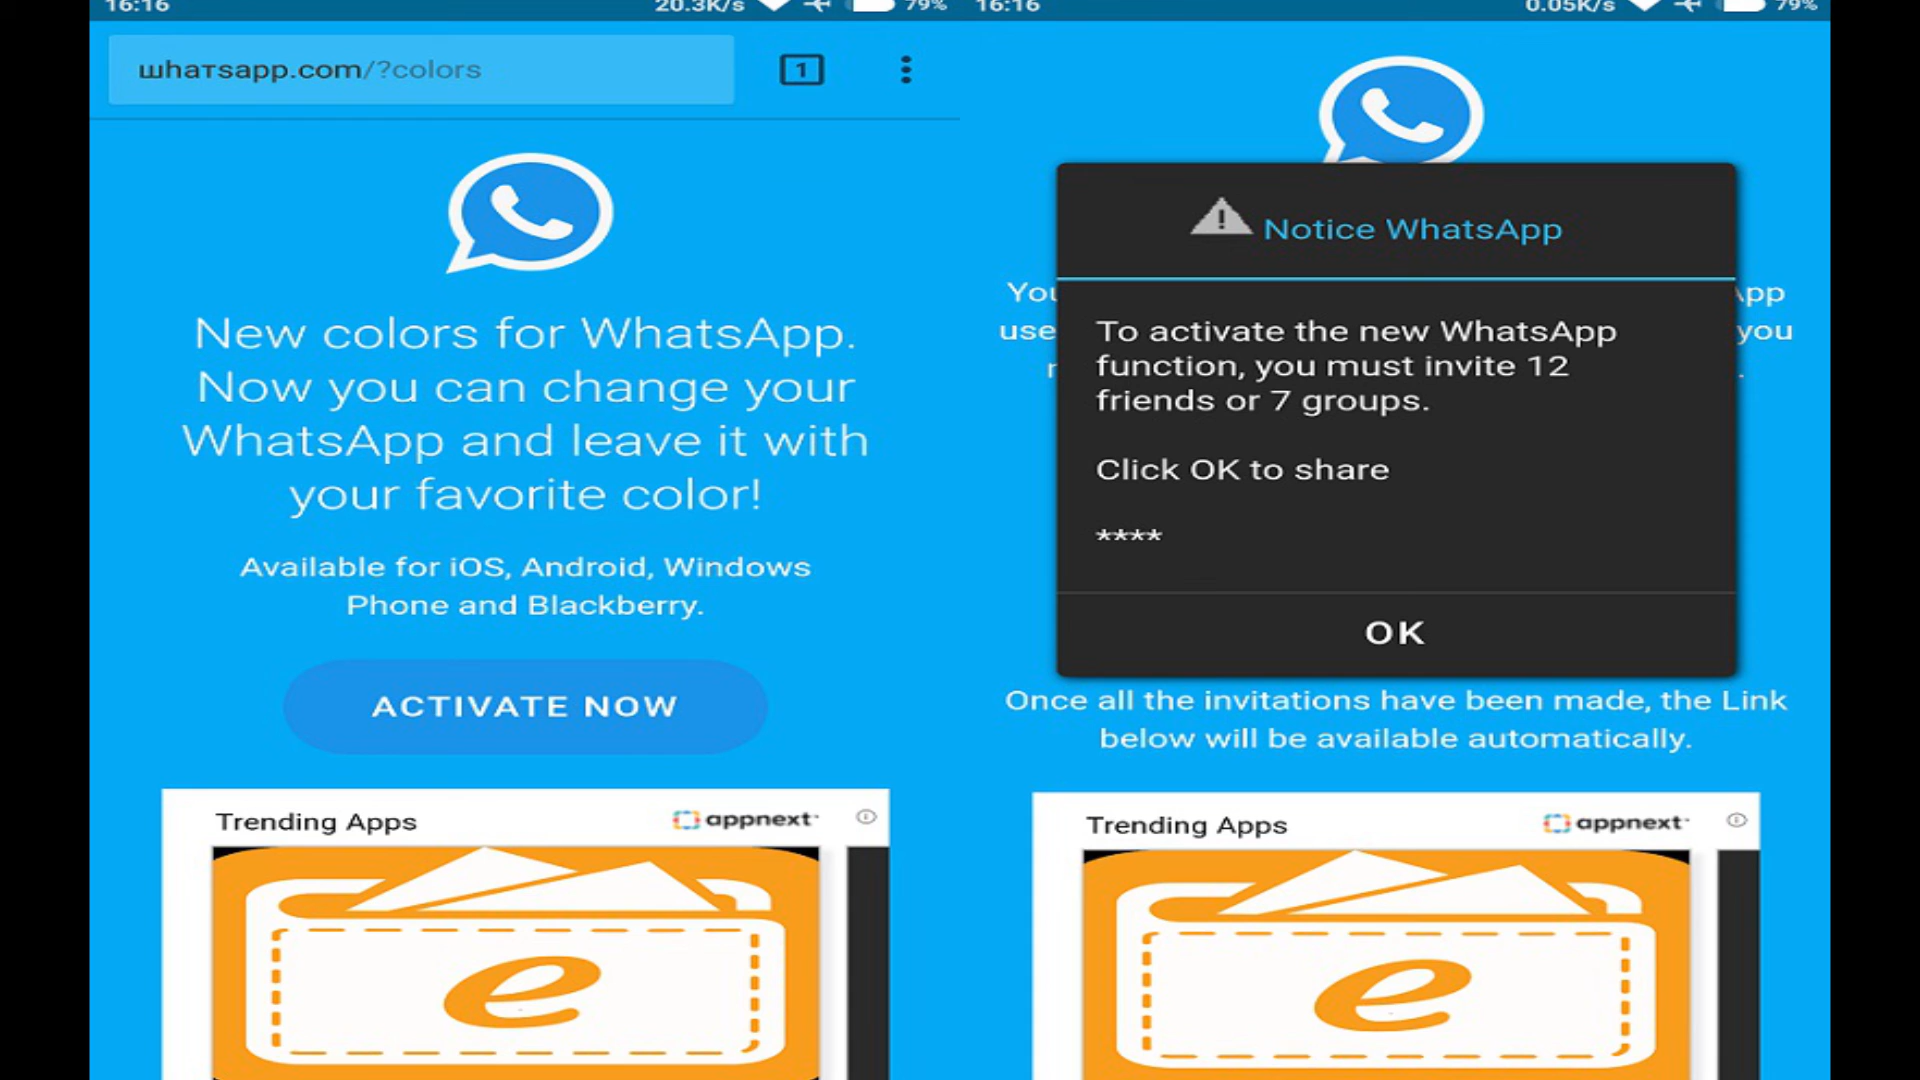 16:16
20.3K/s
79%
шhатsapp.com/?colors
1
New colors for WhatsApp.
Now you can change your
WhatsApp and leave it with
your favorite color!
Available for iOS, Android, Windows
Phone and Blackberry.
ACTIVATE NOW
Trending Apps
appnext
e
16:16
0.05K/s
79%
Notice WhatsApp
use
you
To activate the new WhatsApp
function, you must invite 12
friends or 7 groups.
Click OK to share
****
OK
Once all the invitations have been made, the Link
below will be available automatically.
Trending Apps
appnext
e